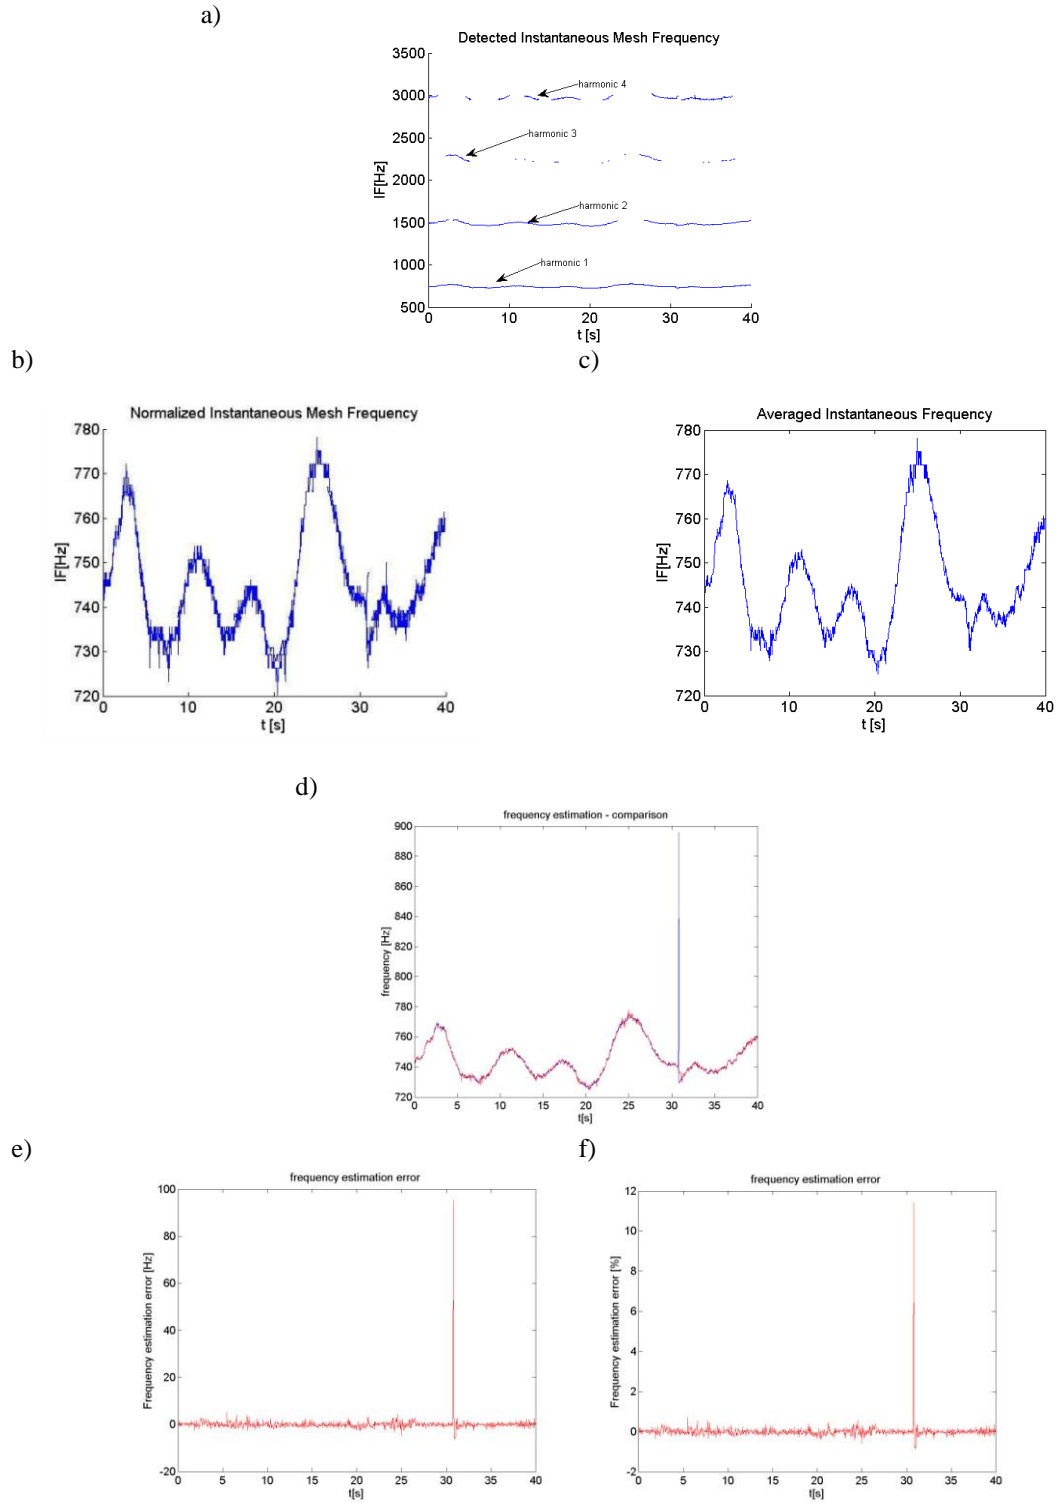 a)
Detected Instantaneous Mesh Frequency
3500
3000
2500
2000
1500
1000
500
IF[Hz]
harmonic 4
harmonic 3
harmonic 2
harmonic 1
0 10 20 30 40
t [s]
b) c)
Normalized Instantaneous Mesh Frequency
780
770
760
750
740
730
720
IF[Hz]
0 10 20 30 40
t [s]
Averaged Instantaneous Frequency
780
770
760
750
740
730
720
IF[Hz]
0 10 20 30 40
t [s]
d)
frequency estimation - comparison
900
880
860
840
820
800
780
760
740
720
frequency [Hz]
0 5 10 15 20 25 30 35 40
t[s]
e) f)
frequency estimation error
100
80
60
40
20
0
-20
Frequency estimation error [Hz]
0 5 10 15 20 25 30 35 40
t[s]
frequency estimation error
12
10
8
6
4
2
0
-2
Frequency estimation error [%]
0 5 10 15 20 25 30 35 40
t[s]